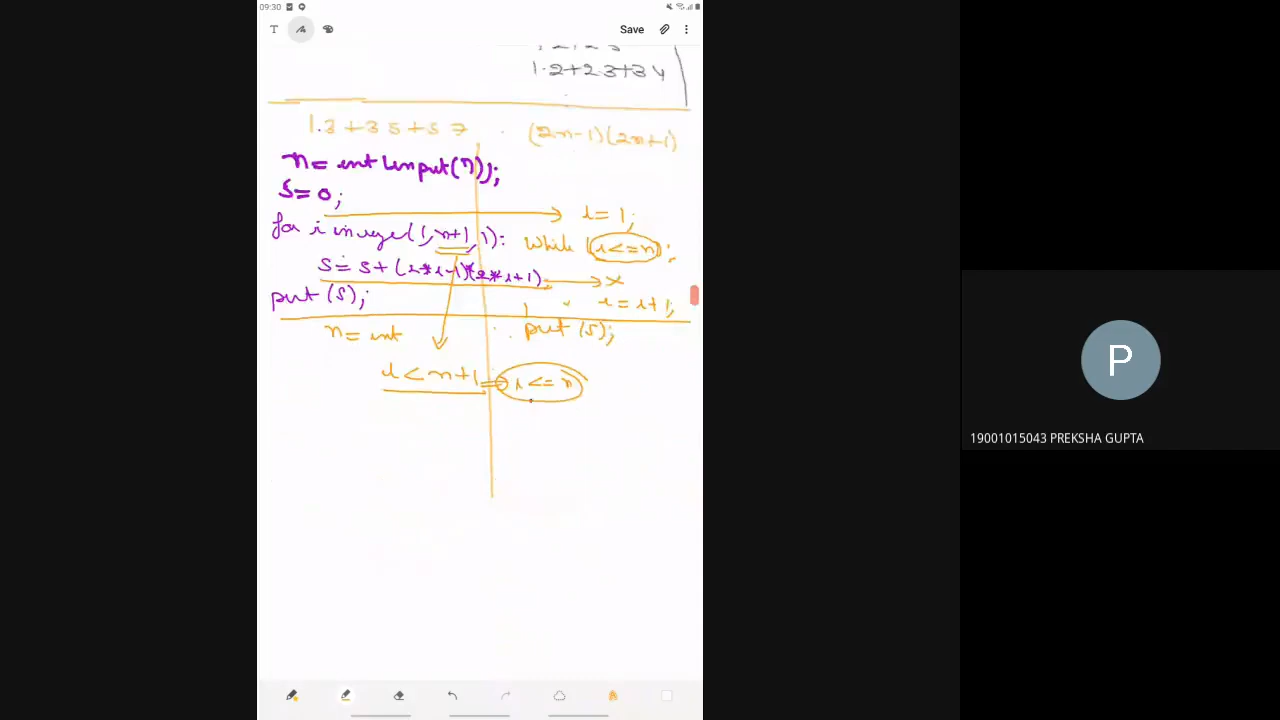 09:30
T Save
1.2+2.3+3.4
1.3 + 3 5 + 5 7 . (2n-1)(2n+1)
n = int (input(n));
S = 0;
i = 1;
for i in (1, n+1, 1): while (i <= n);
S = S + (2*i-1)*(2*i+1) x
i = i + 1;
put (S); put (S);
n = int
i < n+1 i <= n
P
19001015043 PREKSHA GUPTA